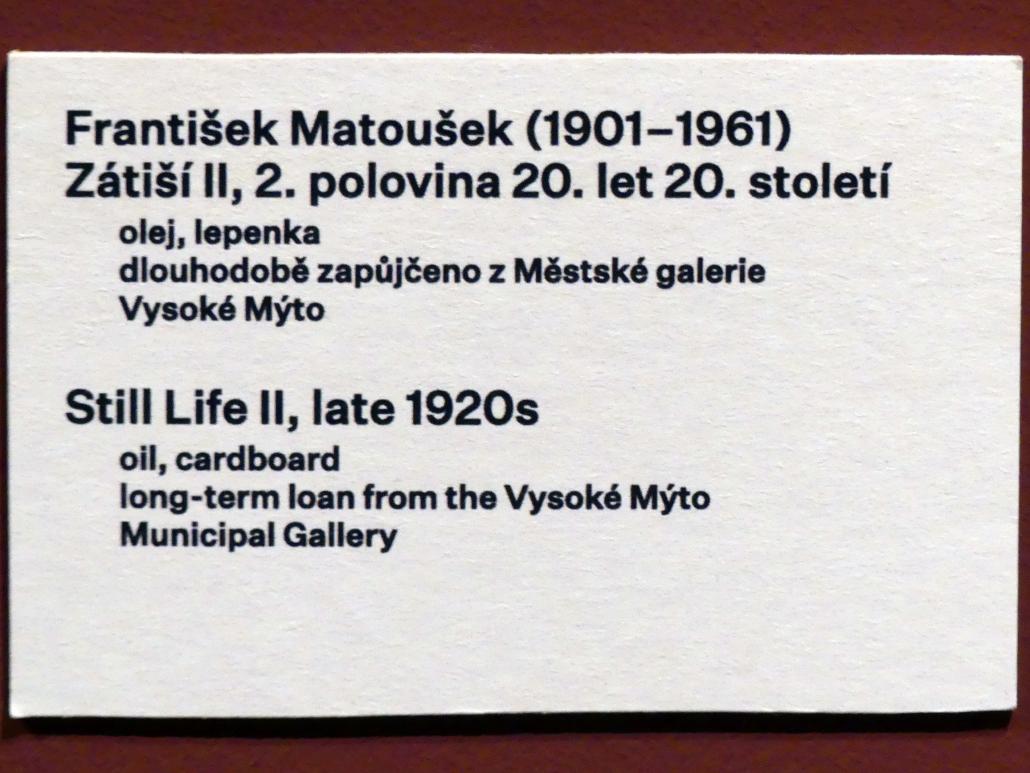 František Matoušek (1901–1961)
Zátiší II, 2. polovina 20. let 20. století
olej, lepenka
dlouhodobě zapůjčeno z Městské galerie
Vysoké Mýto
Still Life II, late 1920s
oil, cardboard
long-term loan from the Vysoké Mýto
Municipal Gallery